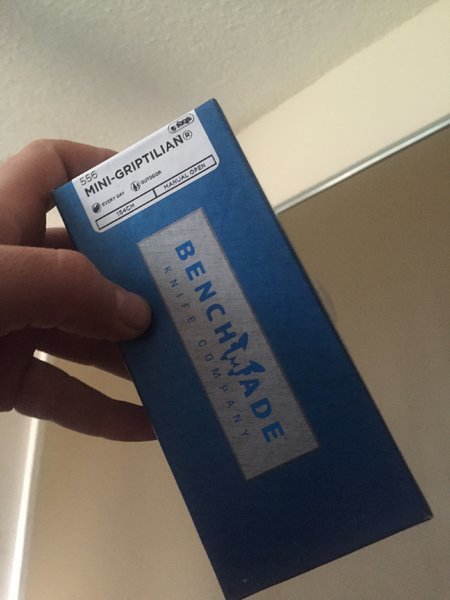 556
MINI-GRIPTILIAN®
EVERY DAY OUTDOOR
154CM MANUAL OPEN
BENCHMADE
KNIFE COMPANY